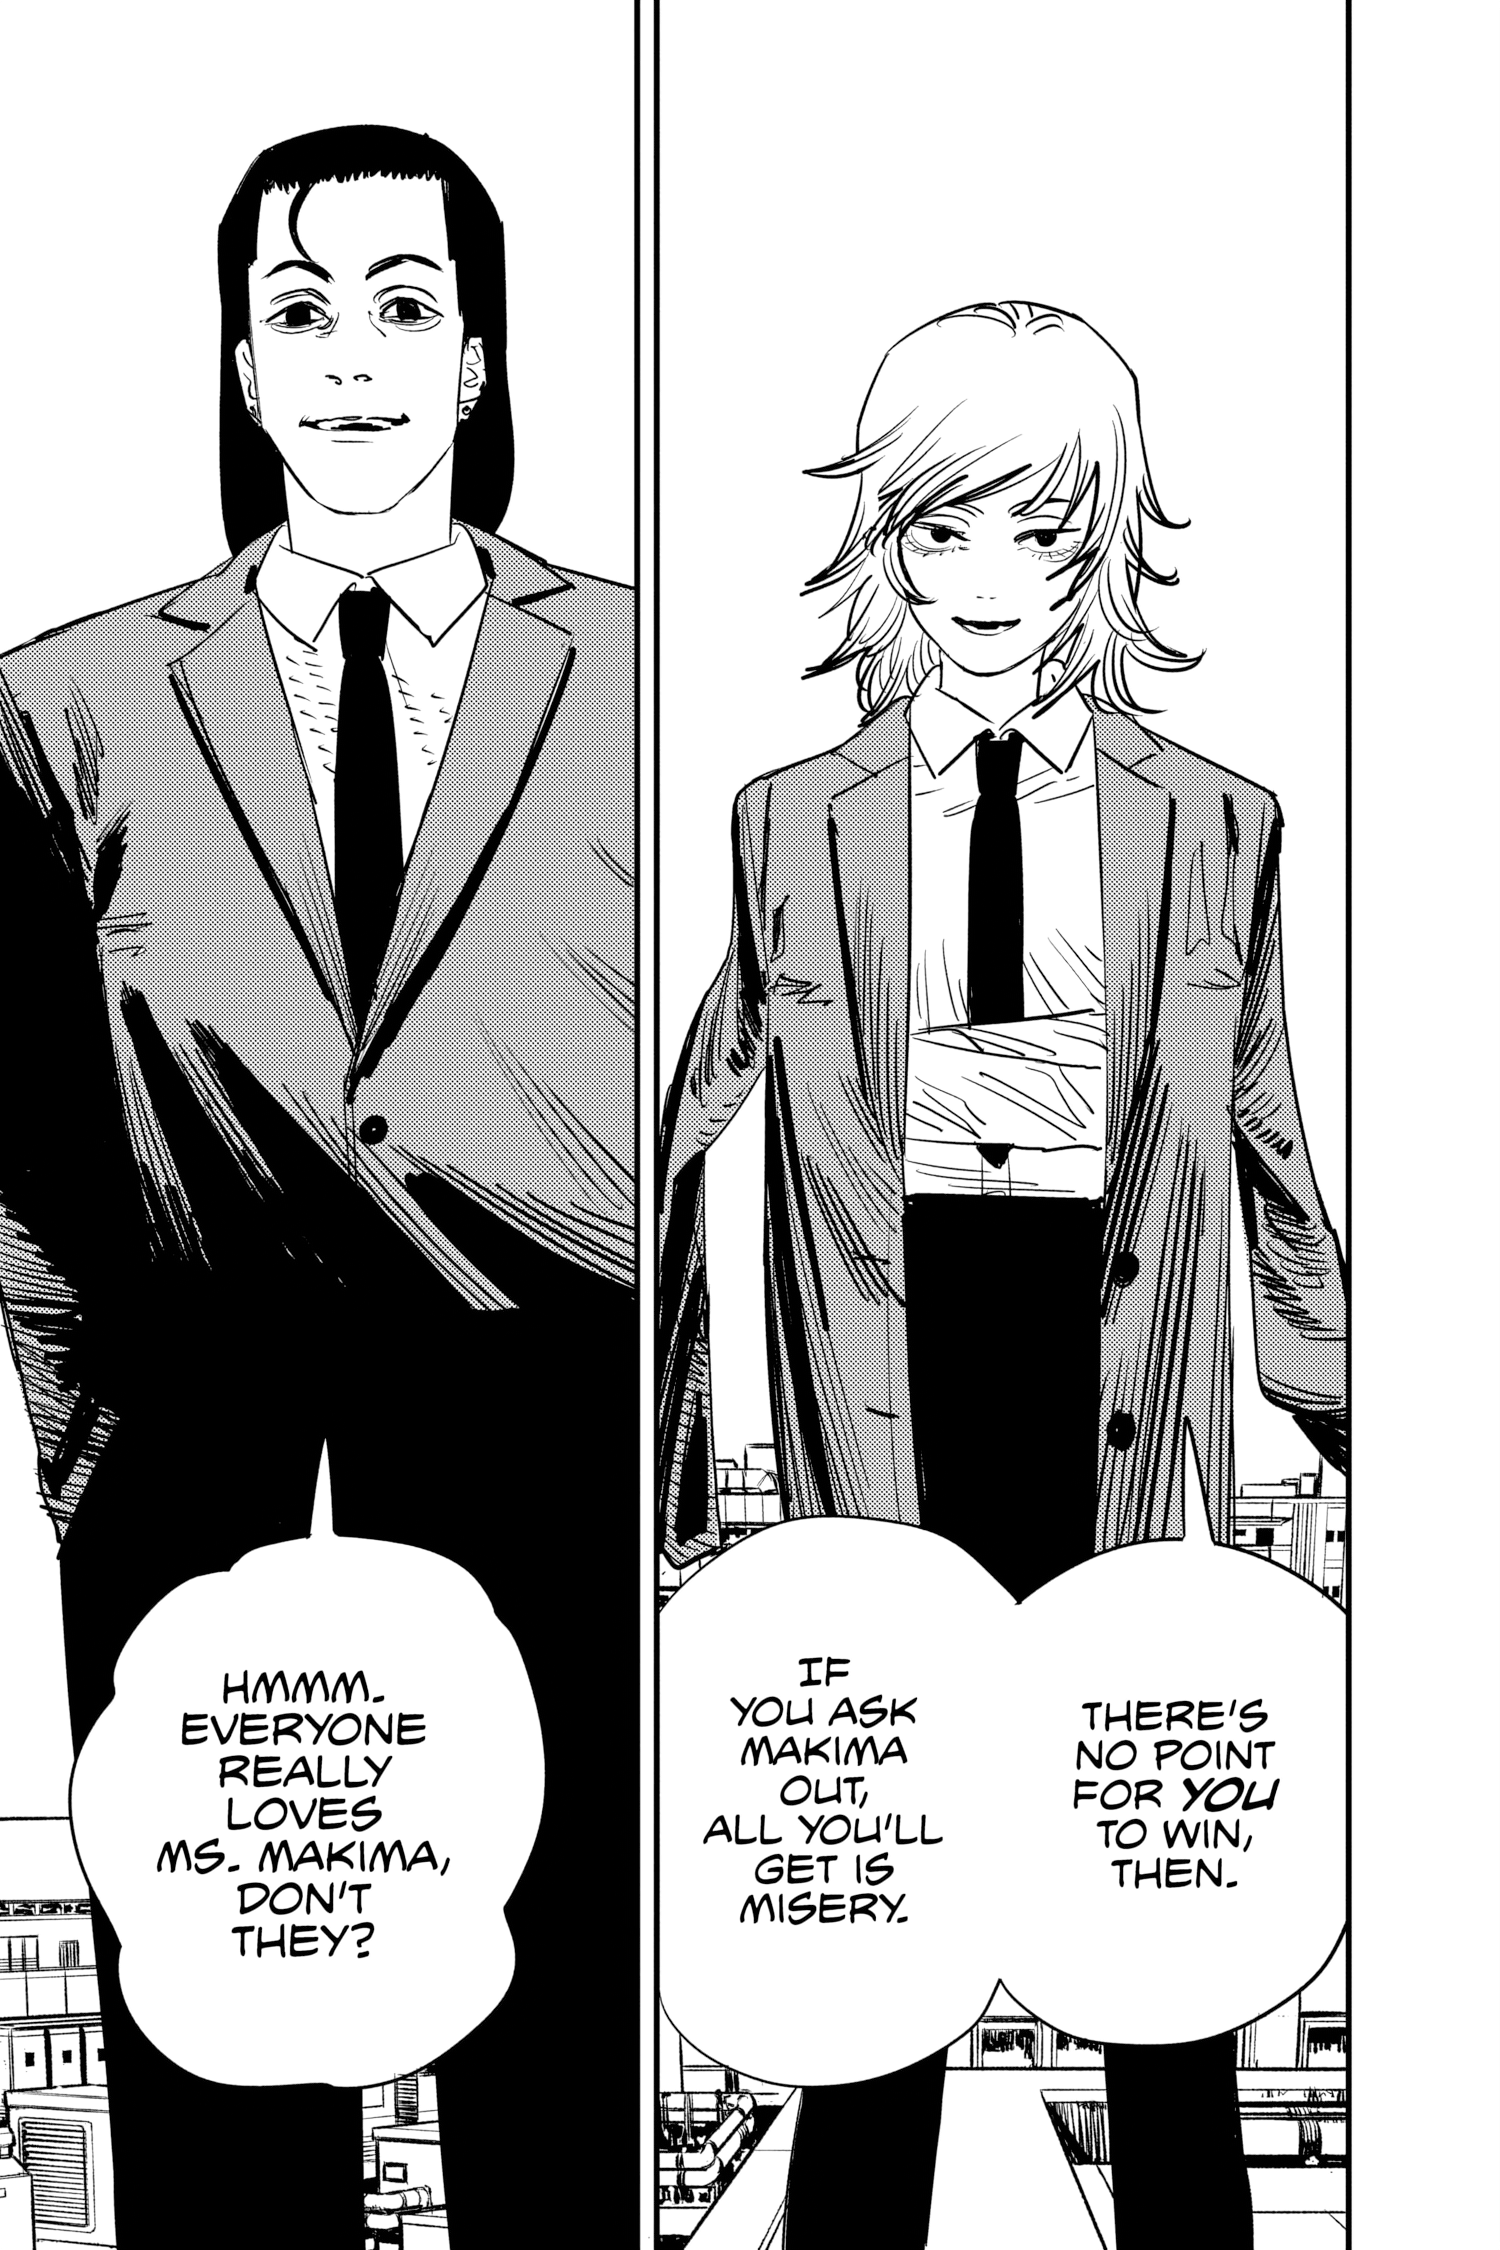 THERE'S
NO POINT
FOR YOU
TO WIN,
THEN.
IF
YOU ASK
MAKIMA
OUT,
ALL YOU'LL
GET IS
MISERY.
HMMM.
EVERYONE
REALLY
LOVES
MS. MAKIMA,
DON'T
THEY?